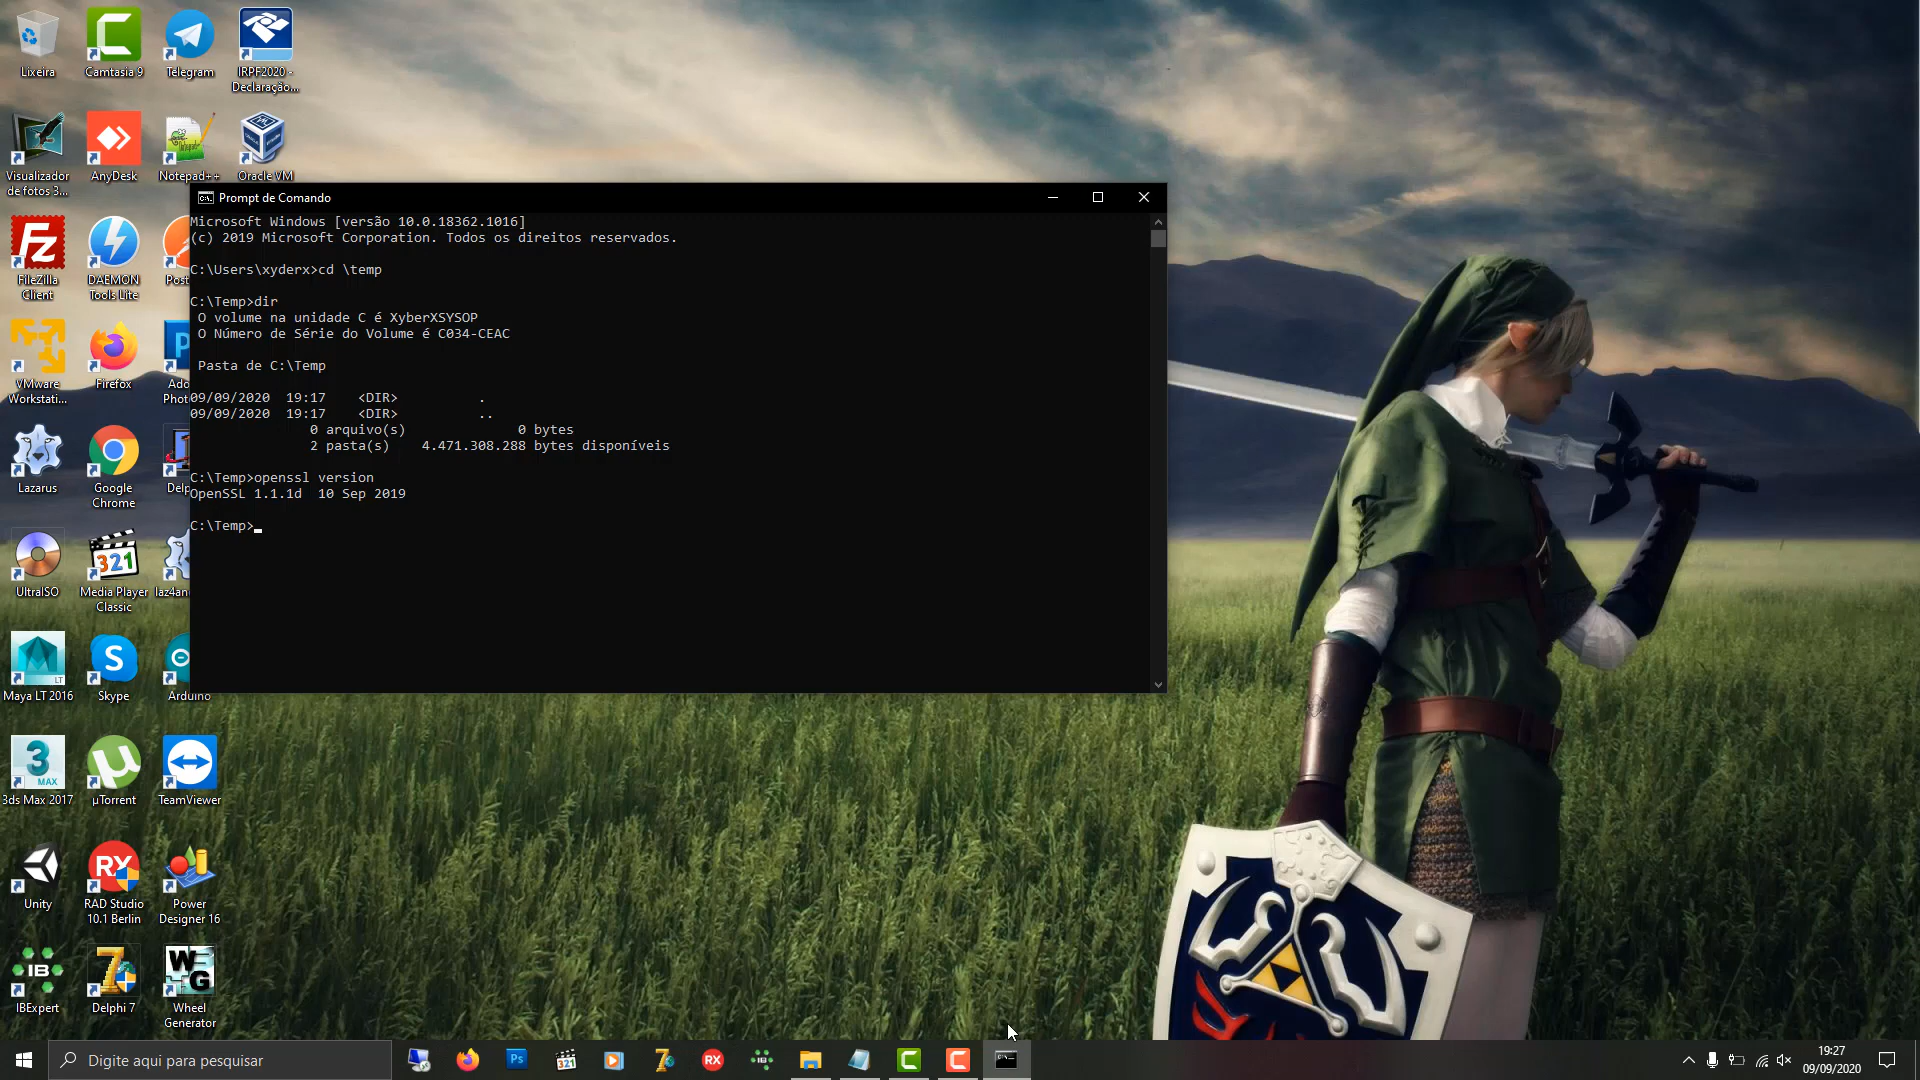 Lixeira
Camtasia 9
Telegram
IRPF2020 -
Declaração...
Visualizador
de fotos 3...
AnyDesk
Notepad++
Oracle VM
FileZilla
Client
DAEMON
Tools Lite
Post
VMware
Workstati...
Firefox
Ado
Phot
Lazarus
Google
Chrome
Delp
UltraISO
Media Player
Classic
laz4an
Maya LT 2016
Skype
Arduino
3ds Max 2017
µTorrent
TeamViewer
Unity
RAD Studio
10.1 Berlin
Power
Designer 16
IBExpert
Delphi 7
Wheel
Generator
Prompt de Comando
Microsoft Windows [versão 10.0.18362.1016]
(c) 2019 Microsoft Corporation. Todos os direitos reservados.
C:\Users\xyderx>cd \temp
C:\Temp>dir
O volume na unidade C é XyberXSYSOP
O Número de Série do Volume é C034-CEAC
Pasta de C:\Temp
09/09/2020  19:17    <DIR>          .
09/09/2020  19:17    <DIR>          ..
0 arquivo(s)              0 bytes
2 pasta(s)    4.471.308.288 bytes disponíveis
C:\Temp>openssl version
OpenSSL 1.1.1d  10 Sep 2019
C:\Temp>
Digite aqui para pesquisar
19:27
09/09/2020